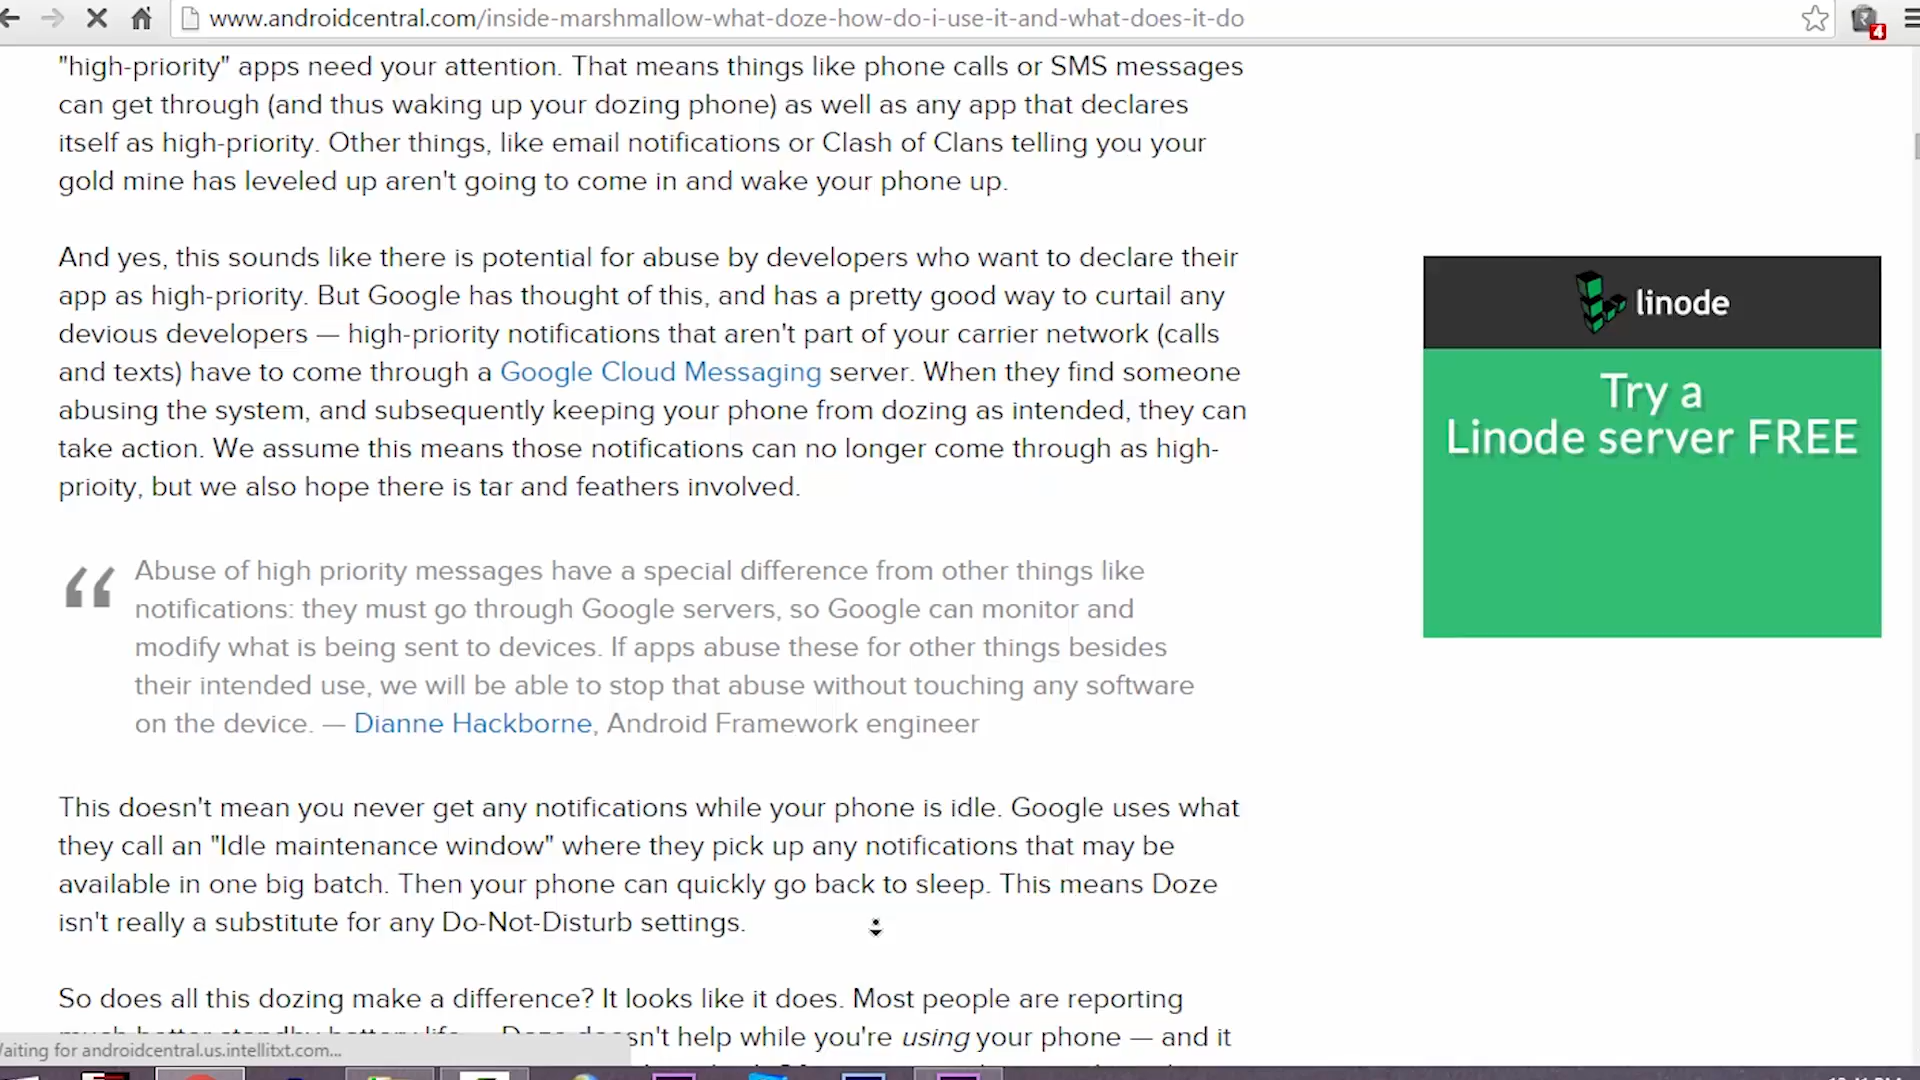 www.androidcentral.com/inside-marshmallow-what-doze-how-do-i-use-it-and-what-does-it-do
4
"high-priority" apps need your attention. That means things like phone calls or SMS messages
can get through (and thus waking up your dozing phone) as well as any app that declares
itself as high-priority. Other things, like email notifications or Clash of Clans telling you your
gold mine has leveled up aren't going to come in and wake your phone up.
And yes, this sounds like there is potential for abuse by developers who want to declare their
app as high-priority. But Google has thought of this, and has a pretty good way to curtail any
devious developers — high-priority notifications that aren't part of your carrier network (calls
and texts) have to come through a Google Cloud Messaging server. When they find someone
abusing the system, and subsequently keeping your phone from dozing as intended, they can
take action. We assume this means those notifications can no longer come through as high-
prioity, but we also hope there is tar and feathers involved.
linode
Try a
Linode server FREE
“ Abuse of high priority messages have a special difference from other things like
notifications: they must go through Google servers, so Google can monitor and
modify what is being sent to devices. If apps abuse these for other things besides
their intended use, we will be able to stop that abuse without touching any software
on the device. — Dianne Hackborne, Android Framework engineer
This doesn't mean you never get any notifications while your phone is idle. Google uses what
they call an "Idle maintenance window" where they pick up any notifications that may be
available in one big batch. Then your phone can quickly go back to sleep. This means Doze
isn't really a substitute for any Do-Not-Disturb settings.
So does all this dozing make a difference? It looks like it does. Most people are reporting
much better standby battery life — Doze doesn't help while you're using your phone — and it
aiting for androidcentral.us.intellitxt.com...